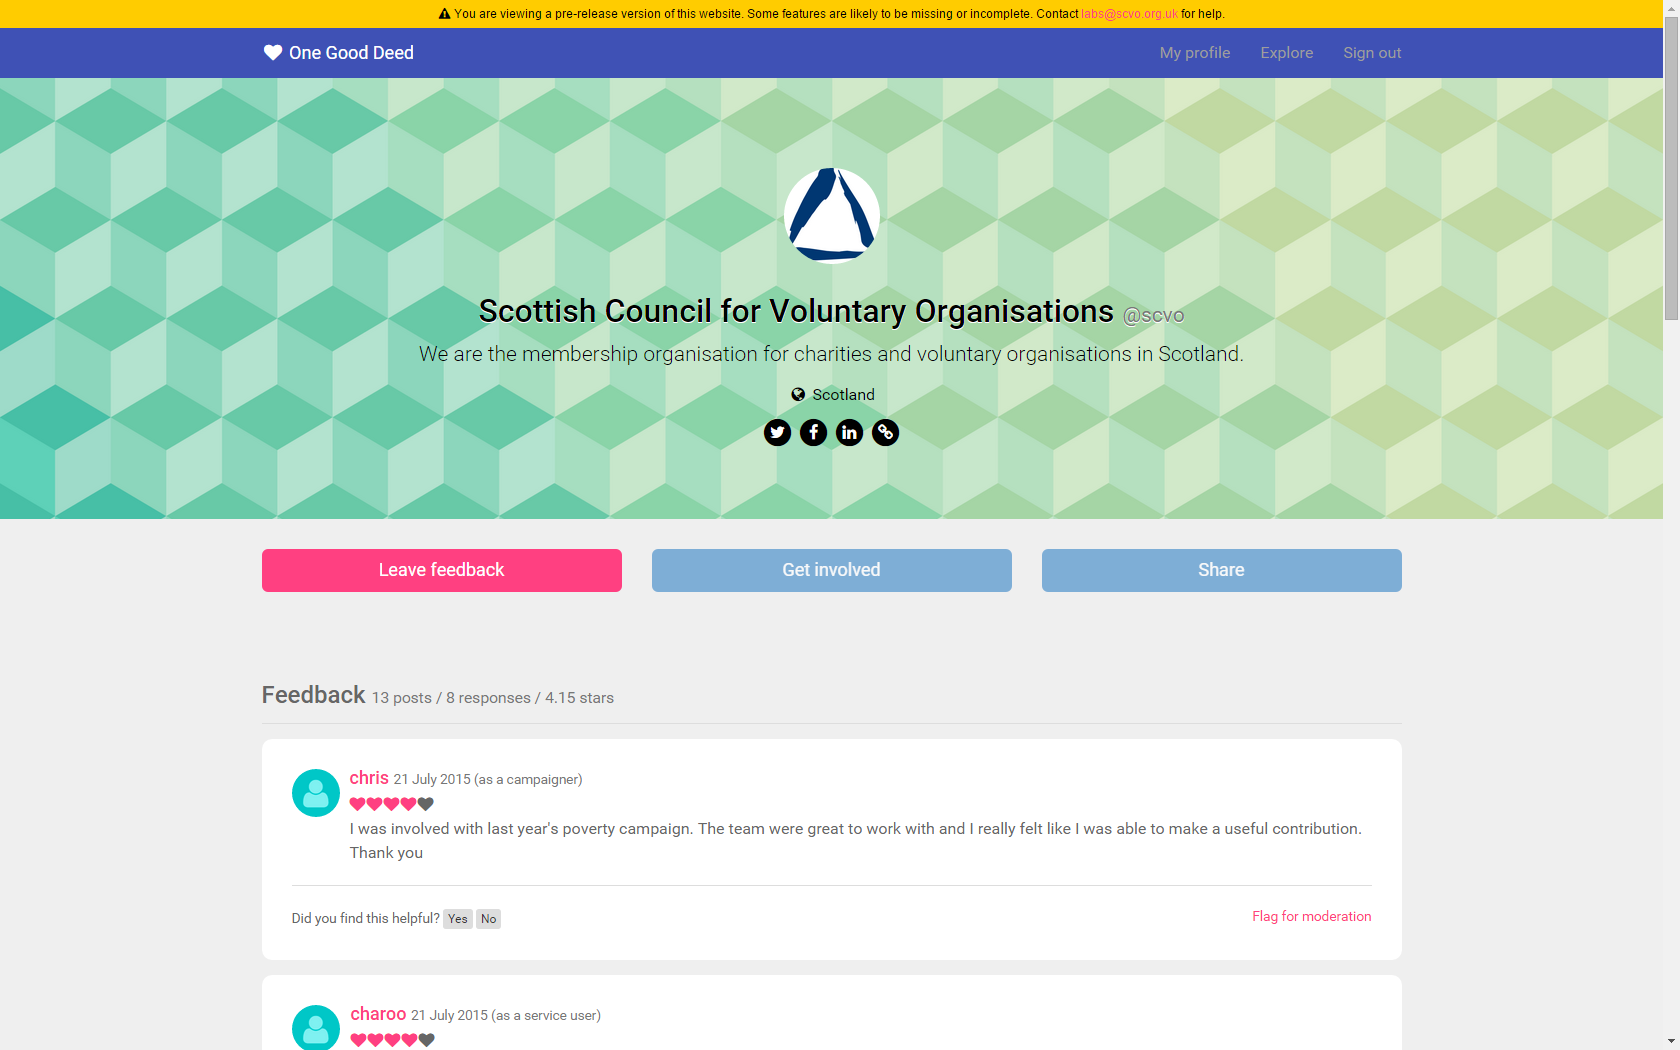 You are viewing a pre-release version of this website. Some features are likely to be missing or incomplete. Contact labs@scvo.org.uk for help.
One Good Deed
My profile Explore Sign out
Scottish Council for Voluntary Organisations @scvo
We are the membership organisation for charities and voluntary organisations in Scotland.
Scotland
Leave feedback Get involved Share
Feedback 13 posts / 8 responses / 4.15 stars
chris 21 July 2015 (as a campaigner)
I was involved with last year's poverty campaign. The team were great to work with and I really felt like I was able to make a useful contribution.
Thank you
Did you find this helpful? Yes No Flag for moderation
charoo 21 July 2015 (as a service user)